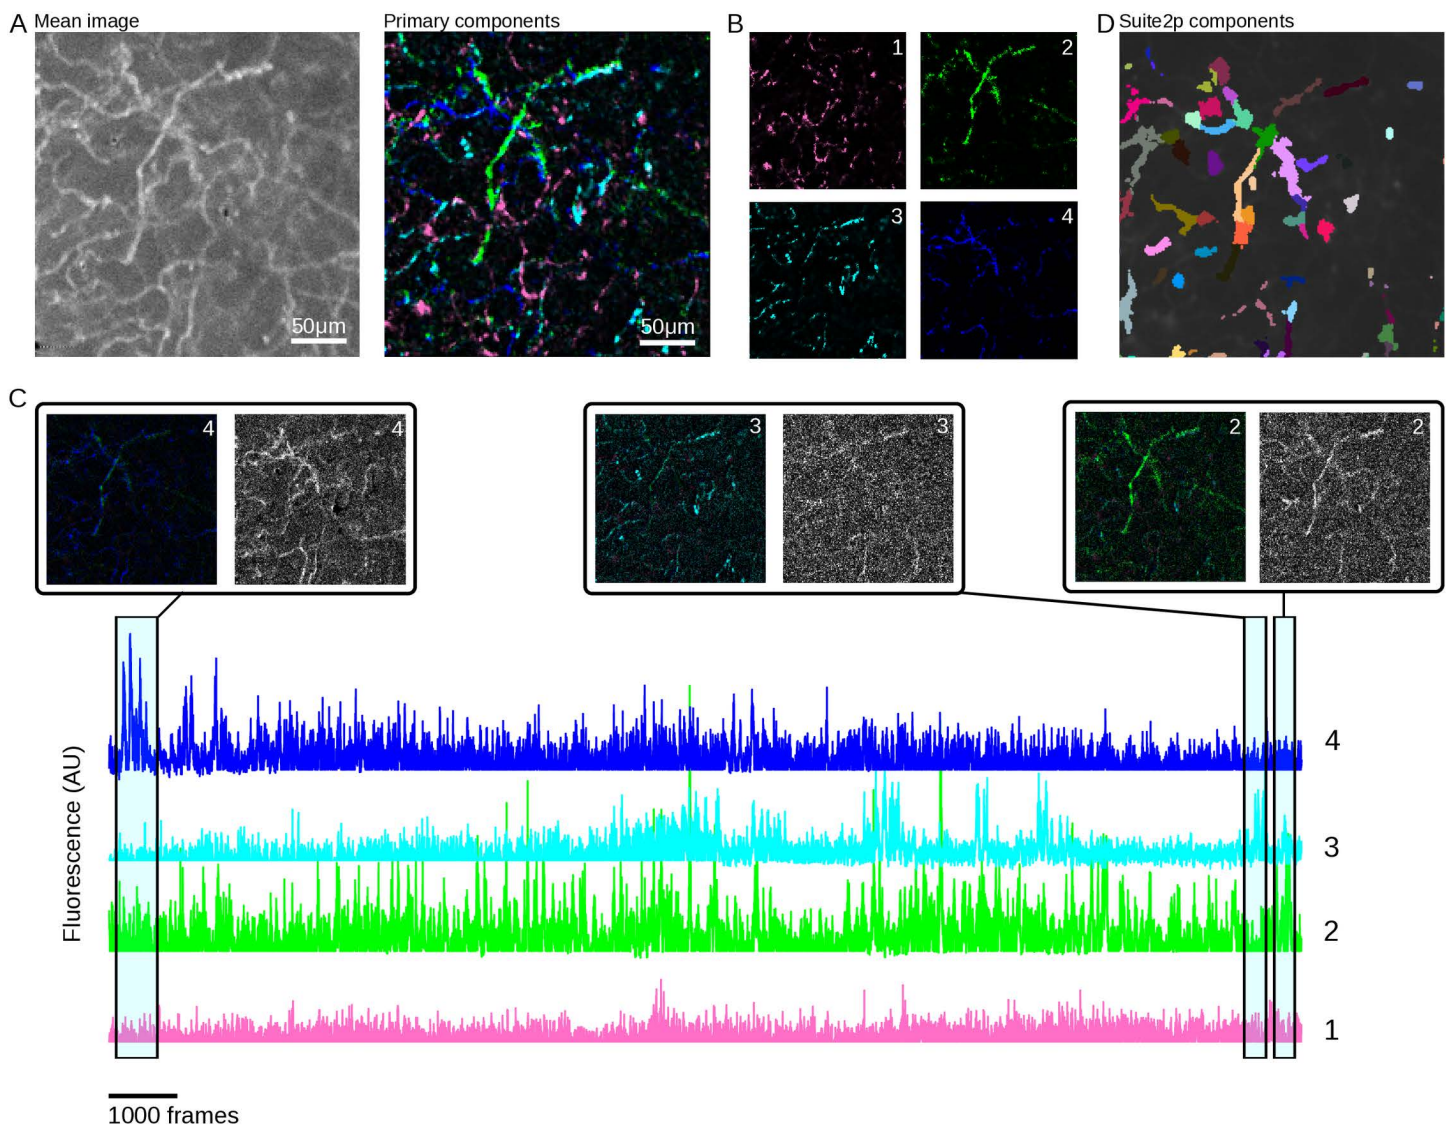 A Mean image
Primary components
B
D Suite2p components
1
2
50µm
50µm
3
4
C
4
4
3
3
2
2
Fluorescence (AU)
4
3
2
1
1000 frames